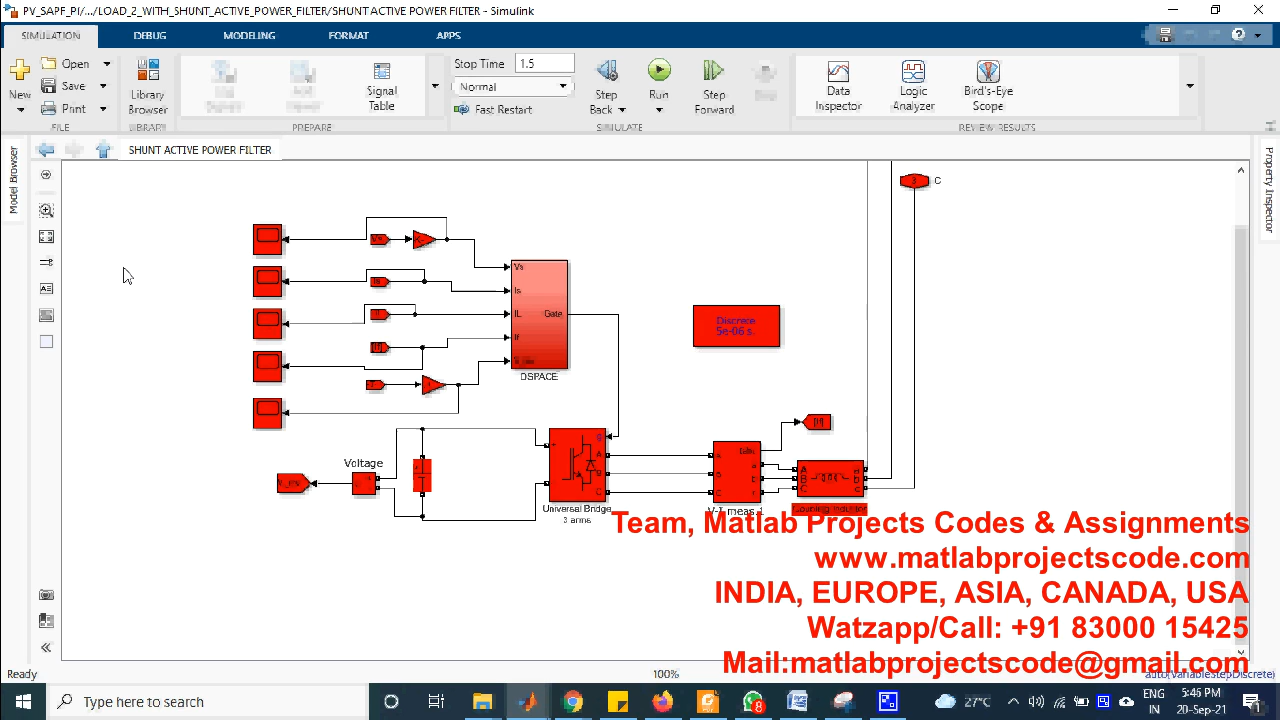 PV_SAPF_PI/.../LOAD_2_WITH_SHUNT_ACTIVE_POWER_FILTER/SHUNT ACTIVE POWER FILTER - Simulink
SIMULATION DEBUG MODELING FORMAT APPS
New
Open
Save
Print
FILE
Library
Browser
LIBRARY
Signal
Table
PREPARE
Stop Time 1.5
Normal
Fast Restart
Step
Back
Run
Step
Forward
SIMULATE
Data
Inspector
Logic
Analyzer
Bird's-Eye
Scope
REVIEW RESULTS
Model Browser
SHUNT ACTIVE POWER FILTER
Property Inspector
3 C
Vs
Is
IL
If
Gate
DSPACE
Discrete
5e-06 s.
Voltage
g
A
B
C
Universal Bridge
3 arms
Iabc
A
B
C
V-I meas 1
A
B
C
Coupling Inductor
Team, Matlab Projects Codes & Assignments
www.matlabprojectscode.com
INDIA, EUROPE, ASIA, CANADA, USA
Watzapp/Call: +91 83000 15425
Mail:matlabprojectscode@gmail.com
Ready 100% auto(VariableStepDiscrete)
Type here to search
8
27°C
ENG
IN
5:46 PM
20-Sep-21
1